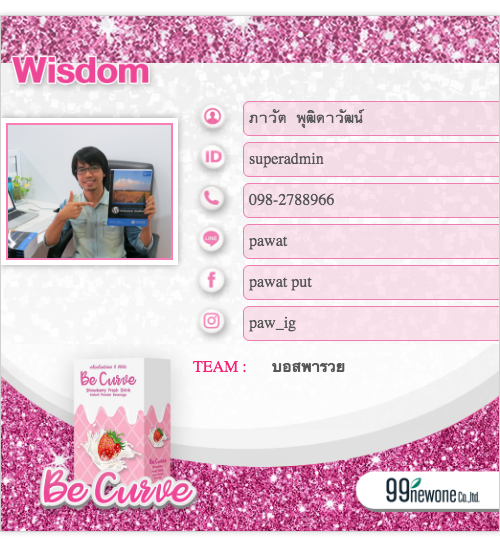 Wisdom
ภาวัต พุฒิดาวัฒน์
ID
superadmin
098-2788966
LINE
pawat
pawat put
paw_ig
TEAM : บอสพารวย
Be Curve
Strawberry Fresh Drink
Be Curve
99newone Co.,ltd.